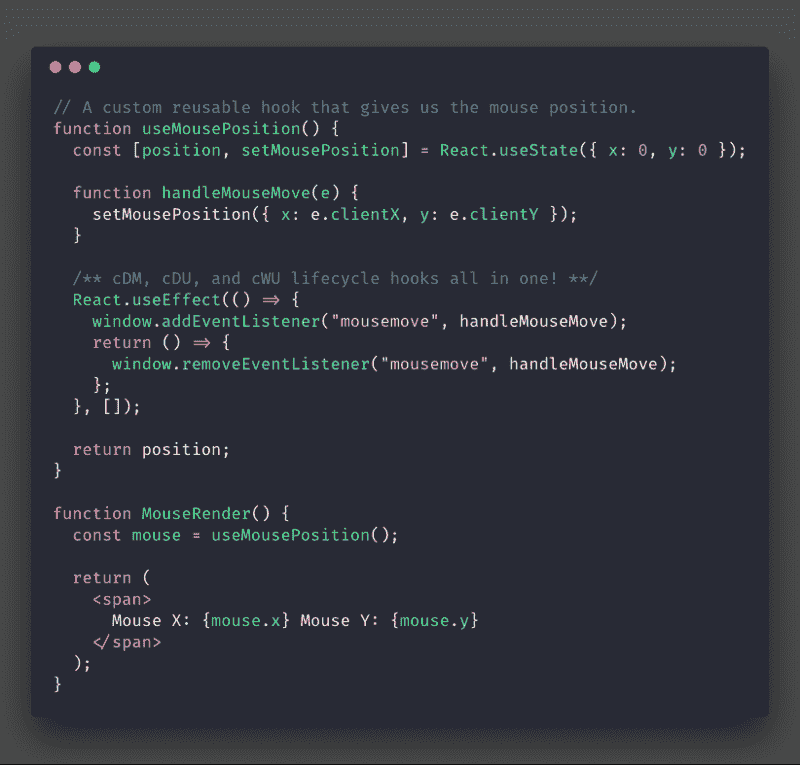 // A custom reusable hook that gives us the mouse position.
function useMousePosition() {
  const [position, setMousePosition] = React.useState({ x: 0, y: 0 });

  function handleMouseMove(e) {
    setMousePosition({ x: e.clientX, y: e.clientY });
  }

  /** cDM, cDU, and cWU lifecycle hooks all in one! **/
  React.useEffect(() => {
    window.addEventListener("mousemove", handleMouseMove);
    return () => {
      window.removeEventListener("mousemove", handleMouseMove);
    };
  }, []);

  return position;
}

function MouseRender() {
  const mouse = useMousePosition();

  return (
    <span>
      Mouse X: {mouse.x} Mouse Y: {mouse.y}
    </span>
  );
}